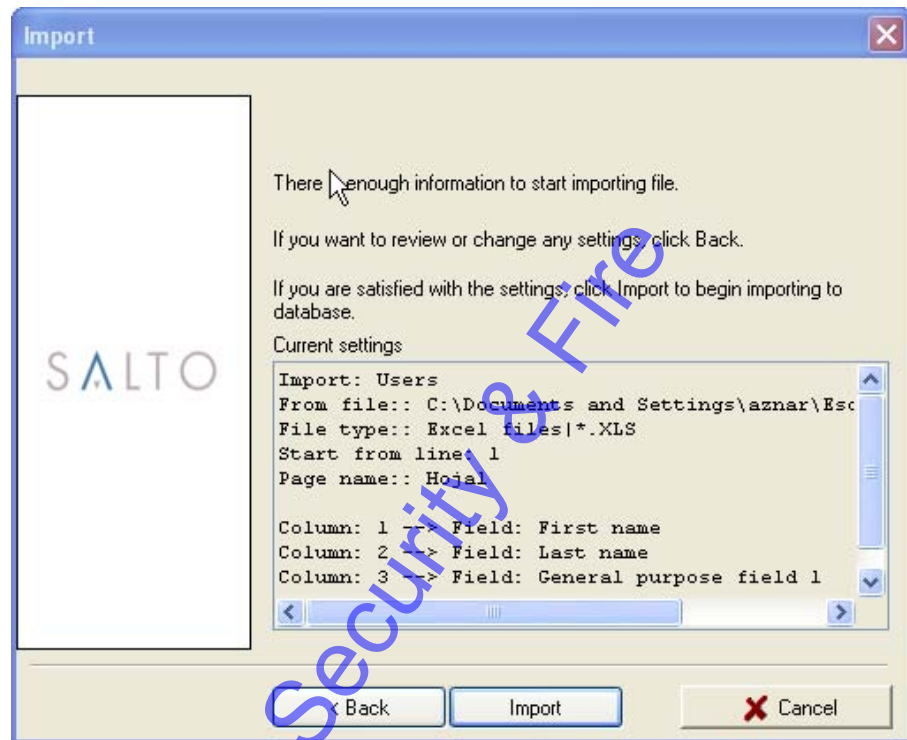 Import
There enough information to start importing file.
If you want to review or change any settings, click Back.
If you are satisfied with the settings, click Import to begin importing to
database.
Current settings
SALTO
Import: Users
From file:: C:\Documents and Settings\aznar\Esc
File type:: Excel files|*.XLS
Start from line: 1
Page name:: Hoja1
Column: 1 --> Field: First name
Column: 2 --> Field: Last name
Column: 3 --> Field: General purpose field 1
Security & Fire
< Back
Import
Cancel